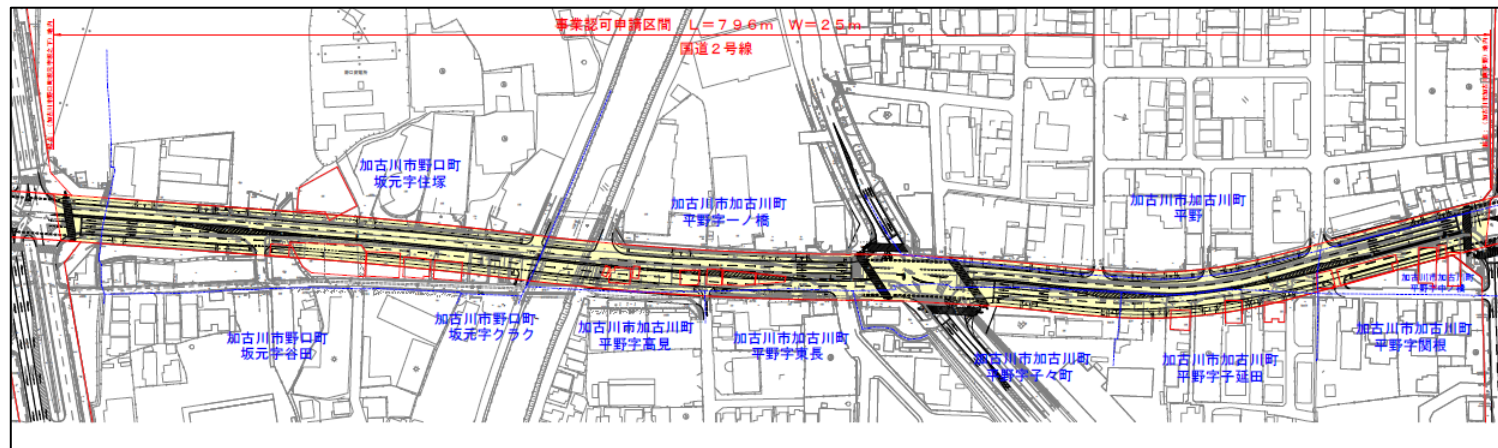 事業認可申請区間　Ｌ＝７９６ｍ　Ｗ＝２５ｍ
国道２号線
加古川市野口町
坂元字住塚
加古川市加古川町
平野字一ノ橋
加古川市加古川町
平野
加古川市加古川町
平野字中ノ橋
加古川市野口町
坂元字谷田
加古川市野口町
坂元字クラク
加古川市加古川町
平野字高見
加古川市加古川町
平野字東長
加古川市加古川町
平野字子々町
加古川市加古川町
平野字子延田
加古川市加古川町
平野字関根